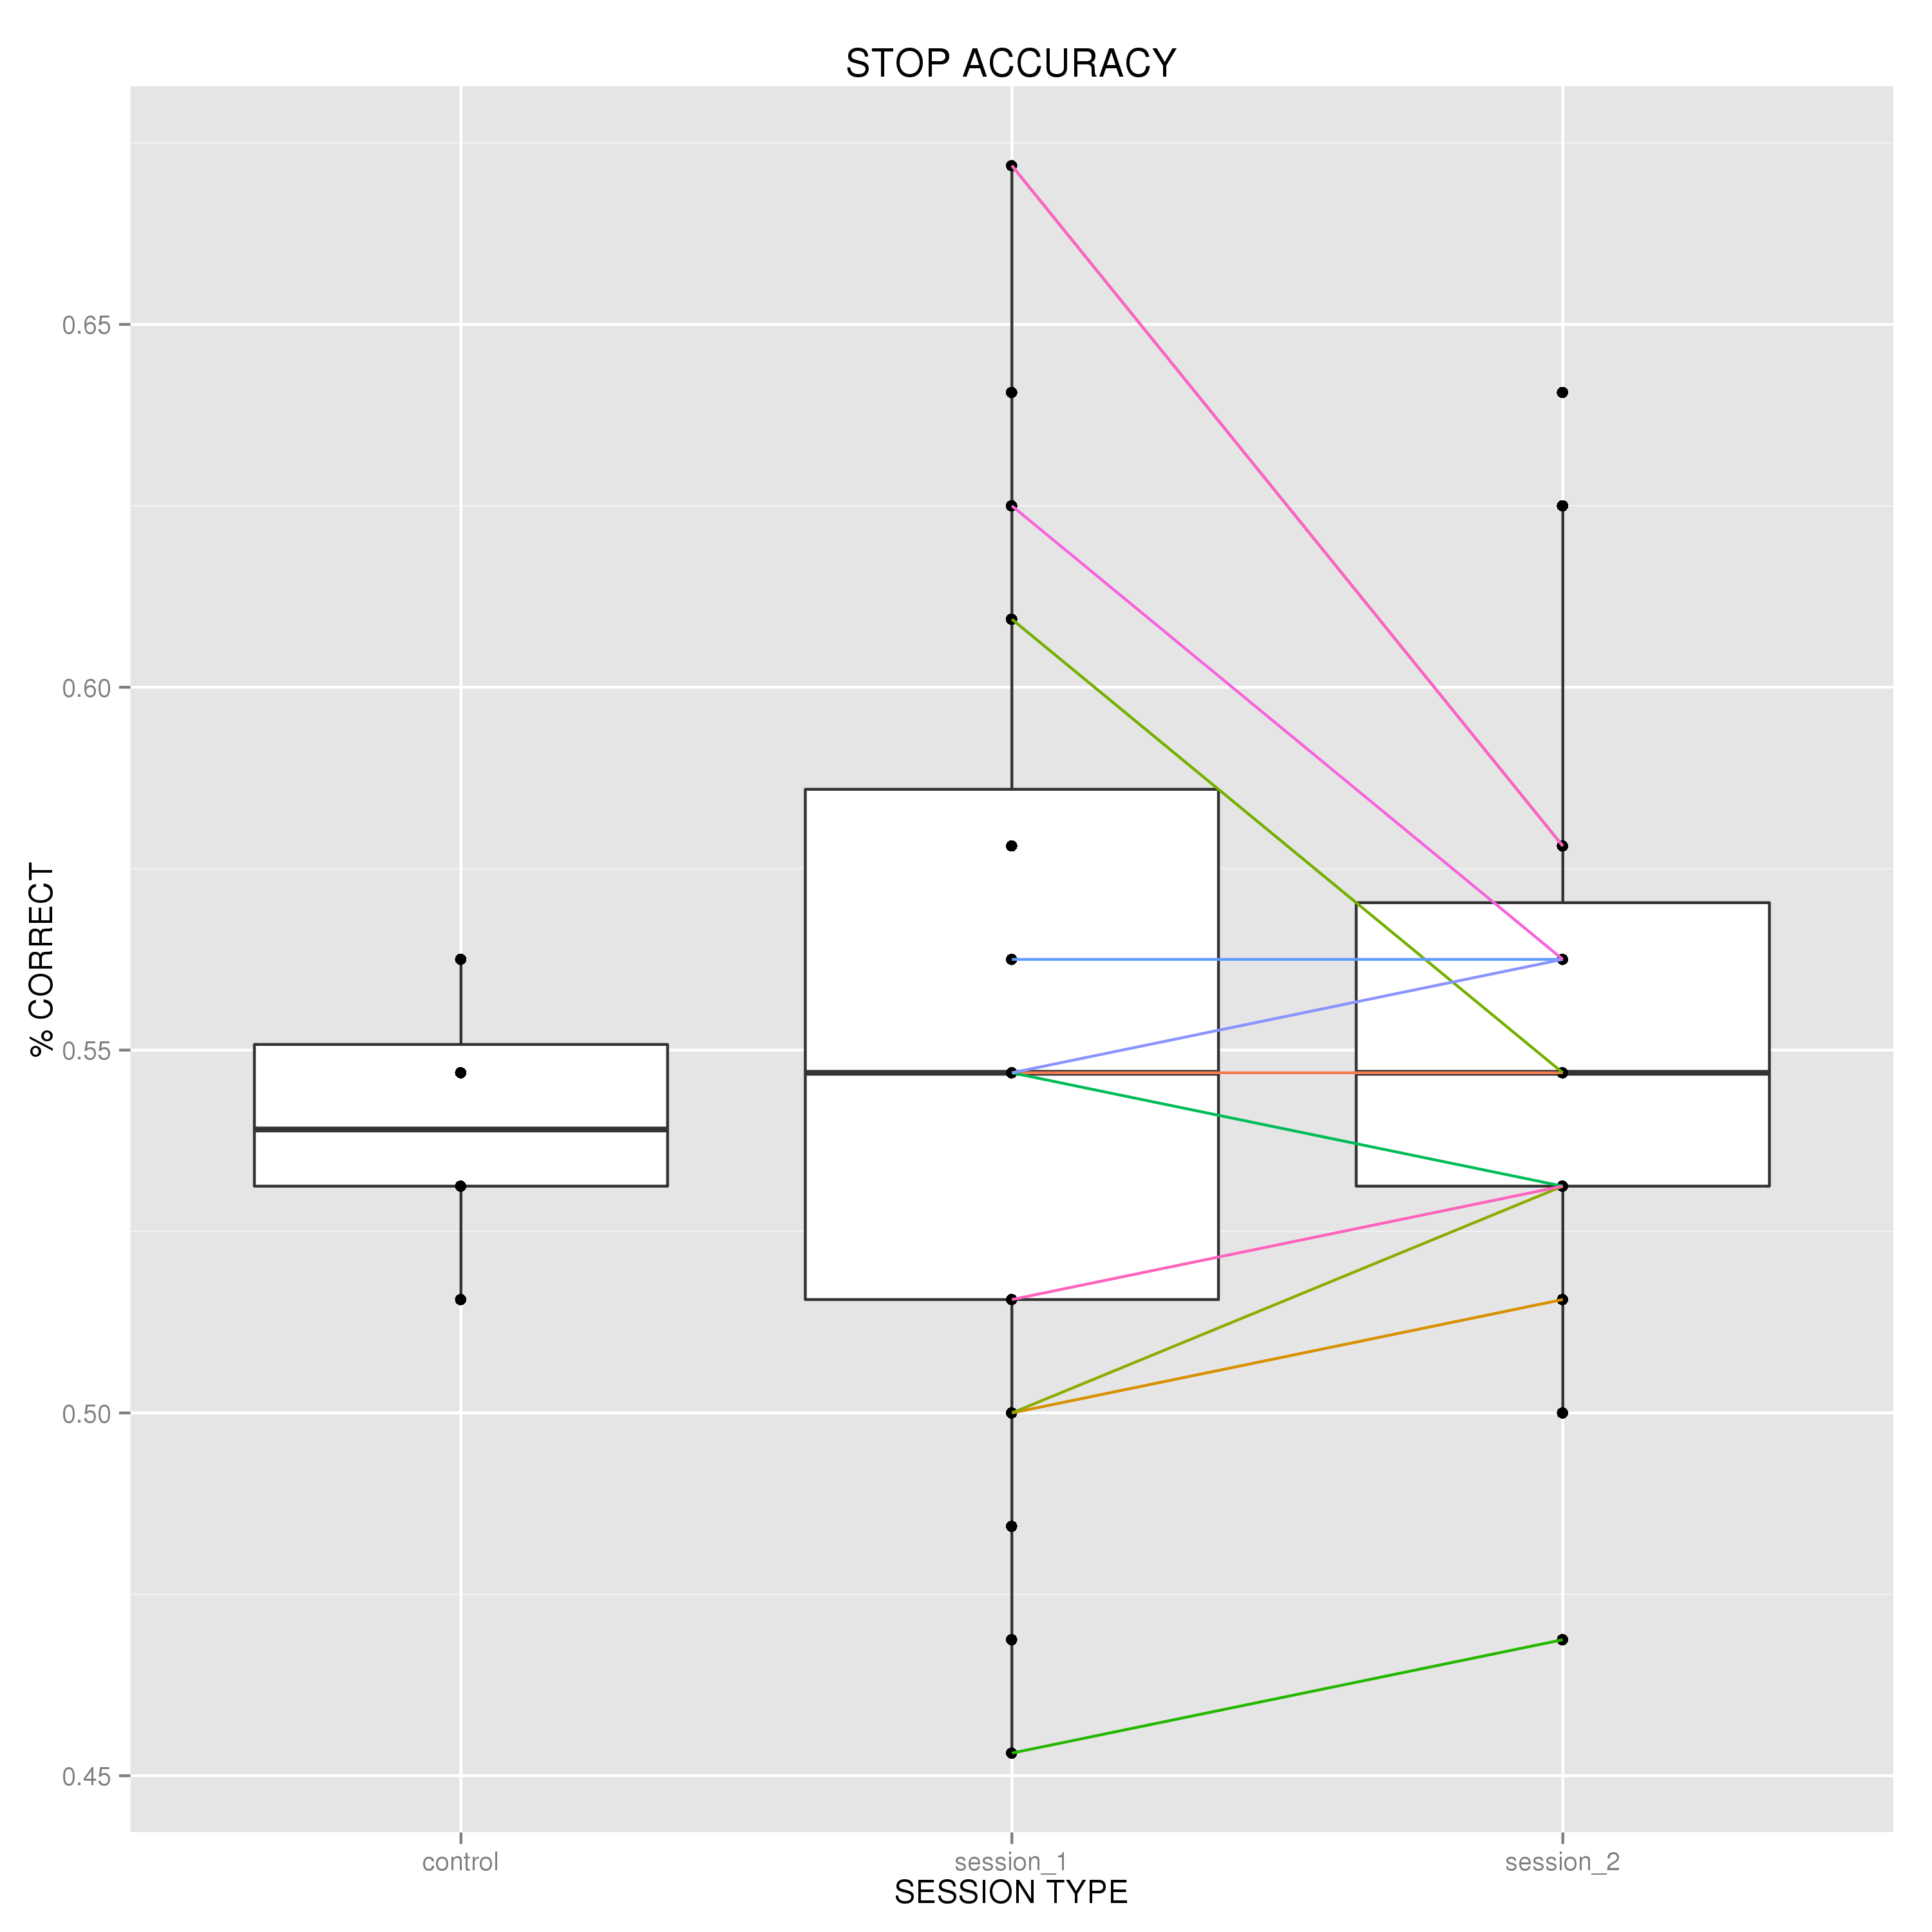 STOP ACCURACY
% CORRECT
0.65
0.60
0.55
0.50
0.45
control session_1 session_2
SESSION TYPE